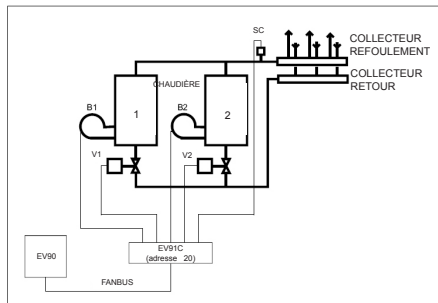 SC
COLLECTEUR
REFOULEMENT
COLLECTEUR
RETOUR
CHAUDIÈRE
B1
1
B2
2
V1
V2
EV91C
(adresse 20)
EV90
FANBUS